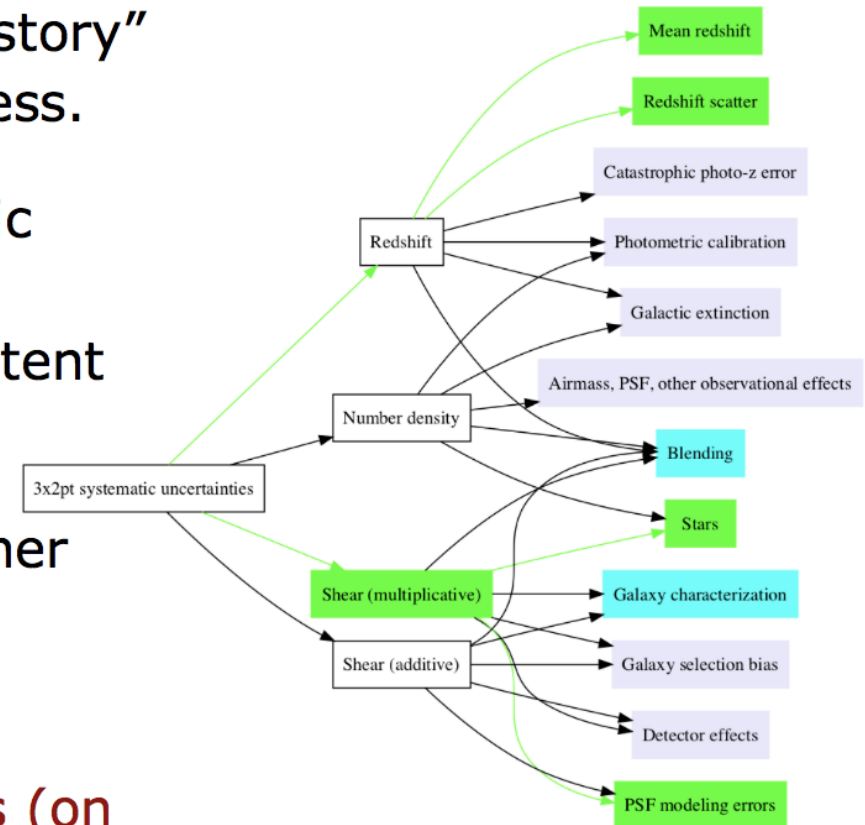 story”
ess.
ic
tent
ner
s (on
Mean redshift
Redshift scatter
Catastrophic photo-z error
Redshift
Photometric calibration
Galactic extinction
Airmass, PSF, other observational effects
Number density
Blending
3x2pt systematic uncertainties
Stars
Shear (multiplicative)
Galaxy characterization
Shear (additive)
Galaxy selection bias
Detector effects
PSF modeling errors